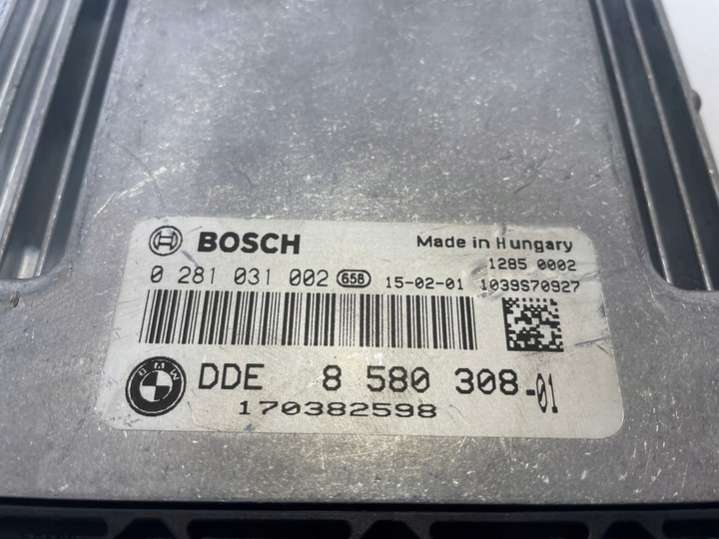 BOSCH Made in Hungary
1285 0002
0 281 031 002 658 15-02-01 1039S70927
BMW DDE 8 580 308-01
170382598